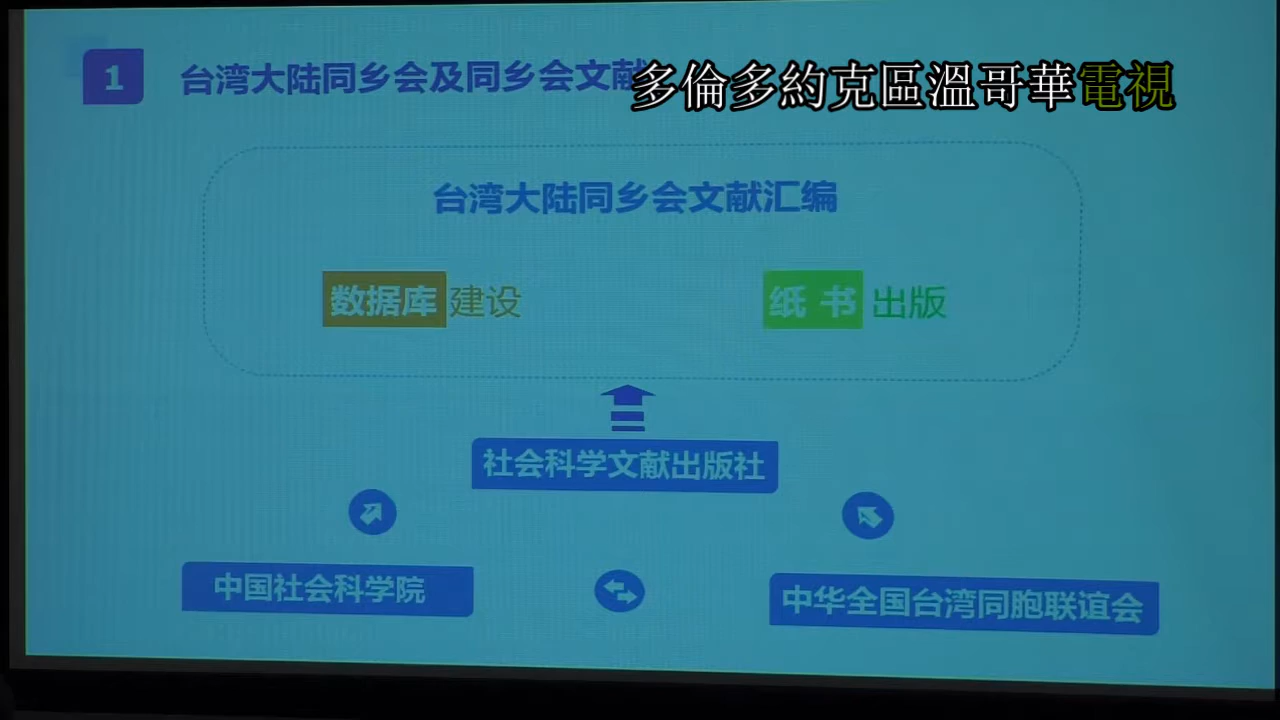 1
台湾大陆同乡会及同乡会文献
多倫多約克區溫哥華電視
台湾大陆同乡会文献汇编
数据库建设
纸 书 出版
社会科学文献出版社
中国社会科学院
中华全国台湾同胞联谊会